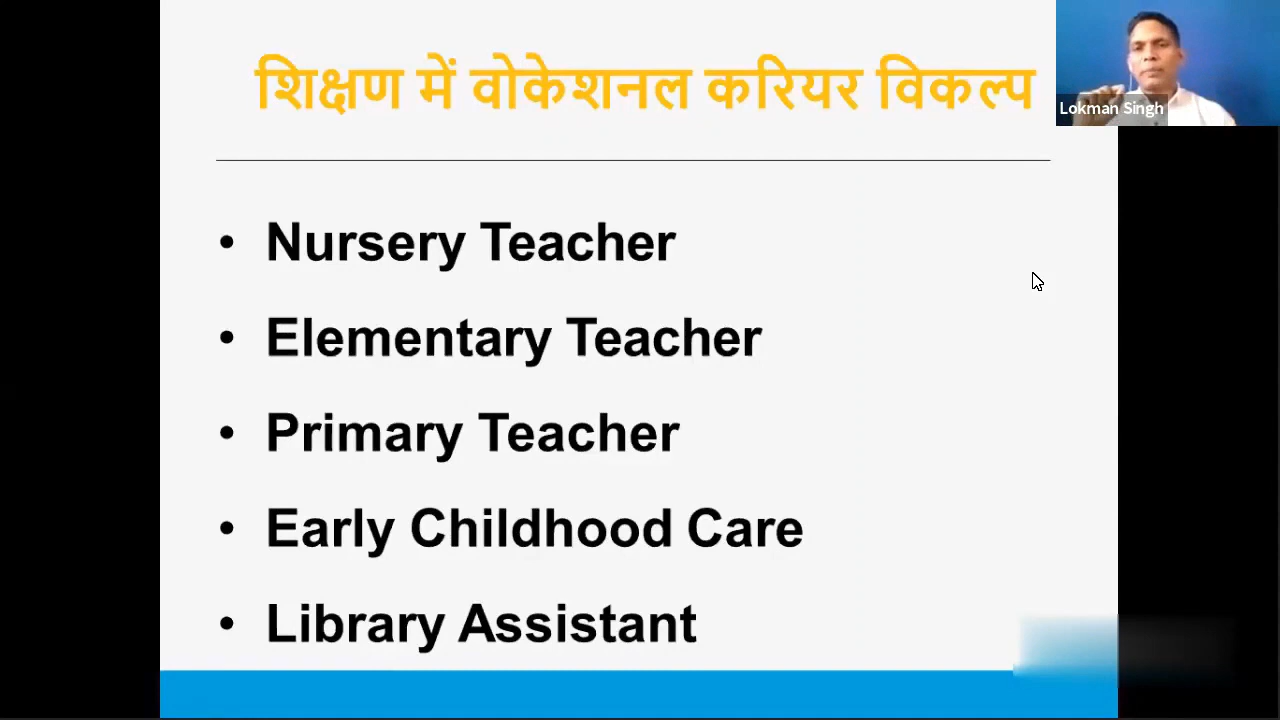 शिक्षण में वोकेशनल करियर विकल्प
Lokman Singh
• Nursery Teacher
• Elementary Teacher
• Primary Teacher
• Early Childhood Care
• Library Assistant